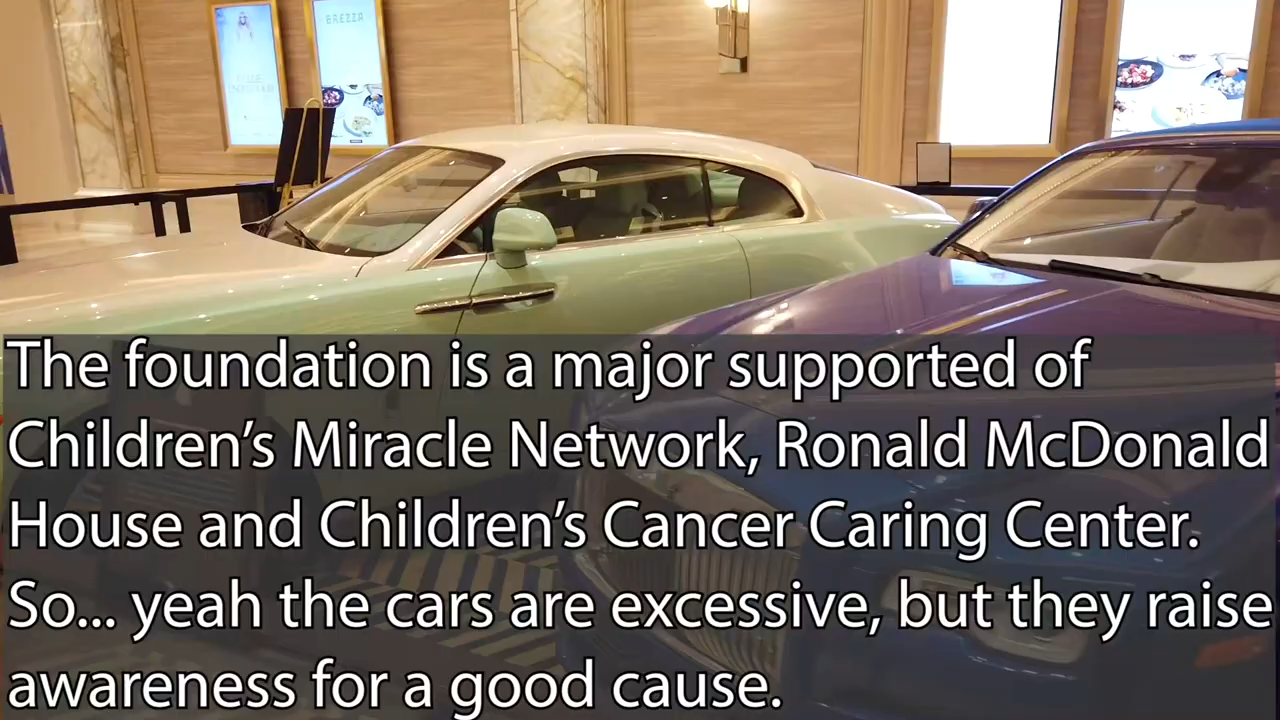 BREZZA
The foundation is a major supported of
Children’s Miracle Network, Ronald McDonald
House and Children’s Cancer Caring Center.
So... yeah the cars are excessive, but they raise
awareness for a good cause.